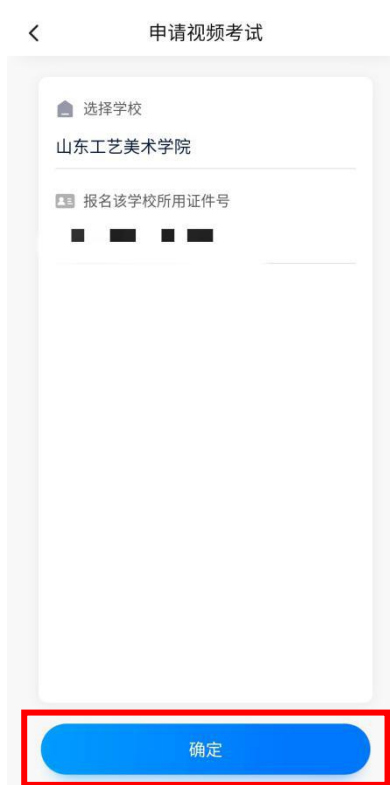 申请视频考试
选择学校
山东工艺美术学院
报名该学校所用证件号
确定